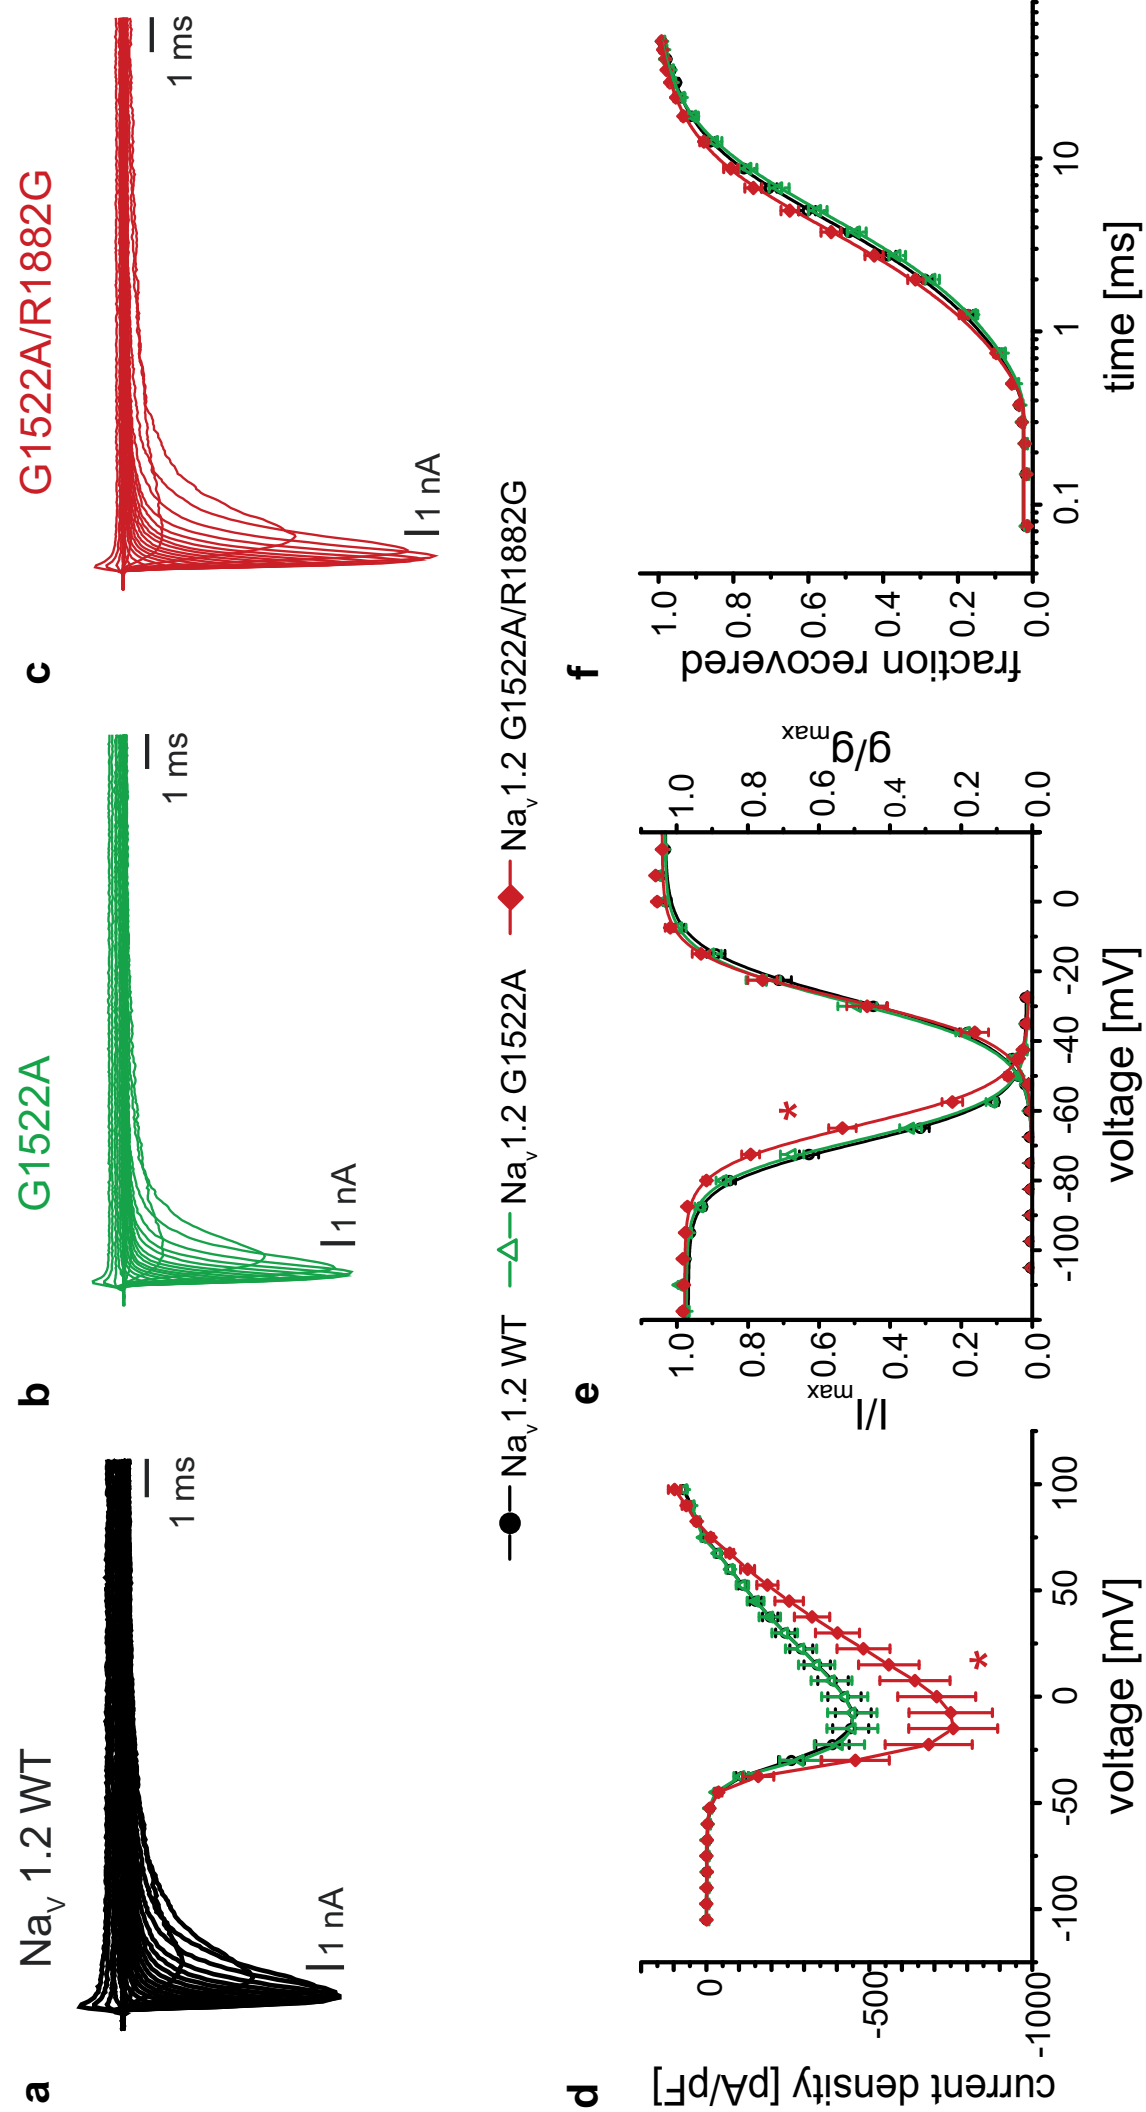 a
Naᵥ 1.2 WT
1 nA
1 ms
b
G1522A
1 nA
1 ms
c
G1522A/R1882G
1 nA
1 ms
Naᵥ1.2 WT
Naᵥ1.2 G1522A
Naᵥ1.2 G1522A/R1882G
d
current density [pA/pF]
0
-500
-1000
-100
-50
0
50
100
*
voltage [mV]
e
I/Imax
1.0
0.8
0.6
0.4
0.2
0.0
-100
-80
-60
-40
-20
0
*
voltage [mV]
1.0
0.8
0.6
0.4
0.2
0.0
g/gmax
f
fraction recovered
1.0
0.8
0.6
0.4
0.2
0.0
0.1
1
10
time [ms]